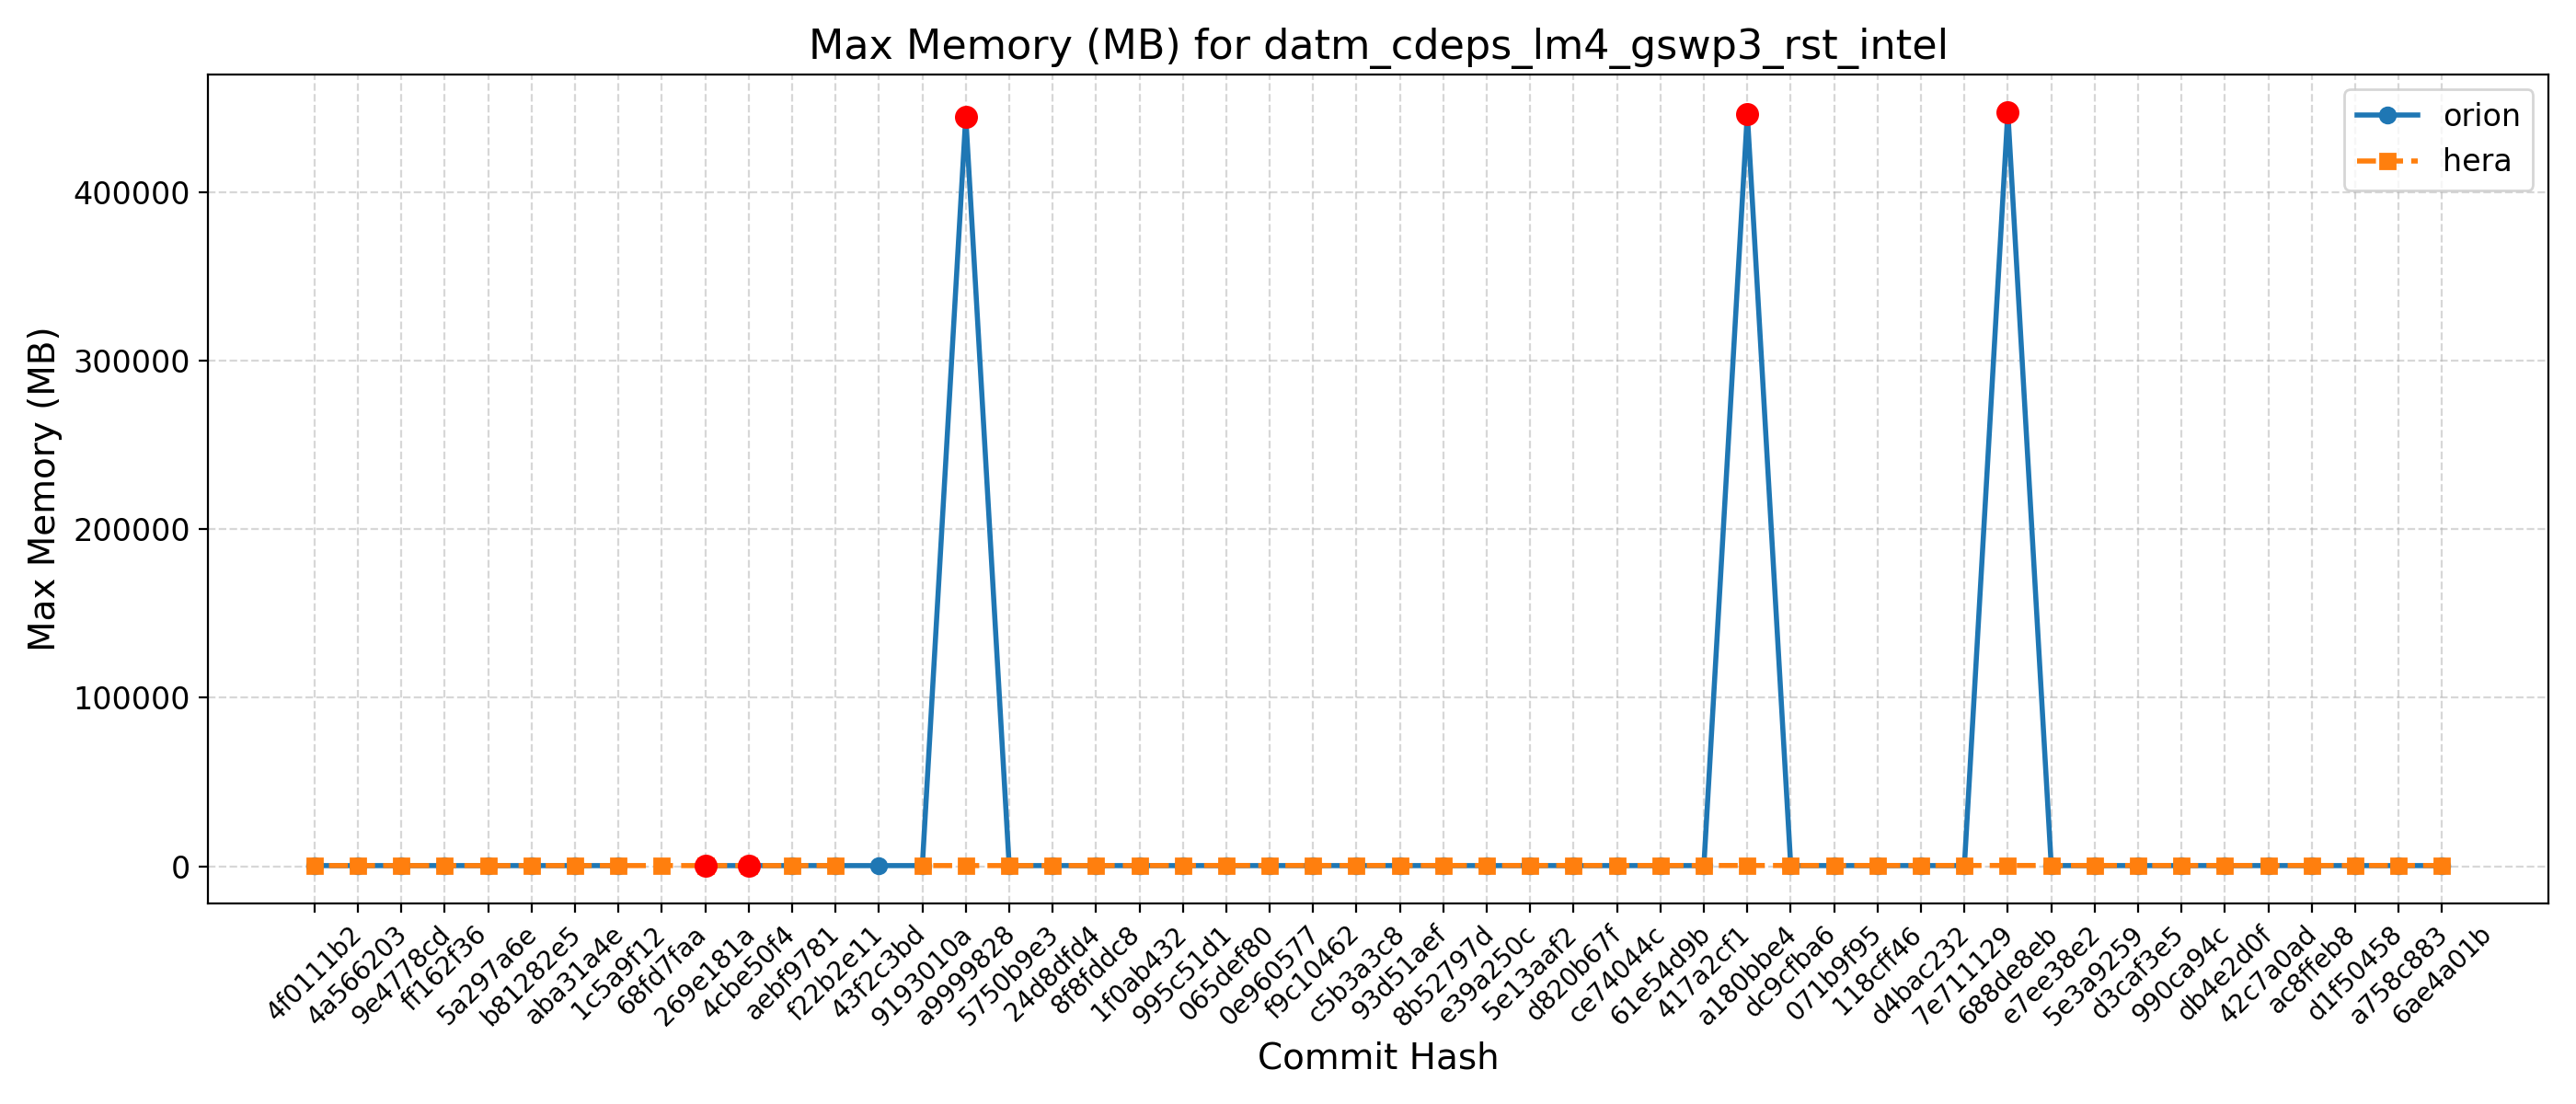 Max Memory (MB) for datm_cdeps_lm4_gswp3_rst_intel
orion
hera
Max Memory (MB)
400000
300000
200000
100000
0
4f0111b2
4a566203
9e4778cd
ff162f36
5a297a6e
b81282e5
aba31a4e
1c5a9f12
68fd7faa
269e181a
4cbe50f4
aebf9781
f22b2e11
43f2c3bd
9193010a
a9999828
5750b9e3
24d8dfd4
8f8fddc8
1f0ab432
995c51d1
065def80
0e960577
f9c10462
c5b3a3c8
93d51aef
8b52797d
e39a250c
5e13aaf2
d820b67f
ce74044c
61e54d9b
417a2cf1
a180bbe4
dc9cfba6
071b9f95
118cff46
d4bac232
7e711129
688de8eb
e7ee38e2
5e3a9259
d3caf3e5
990ca94c
db4e2d0f
42c7a0ad
ac8ffeb8
d1f50458
a758c883
6ae4a01b
Commit Hash